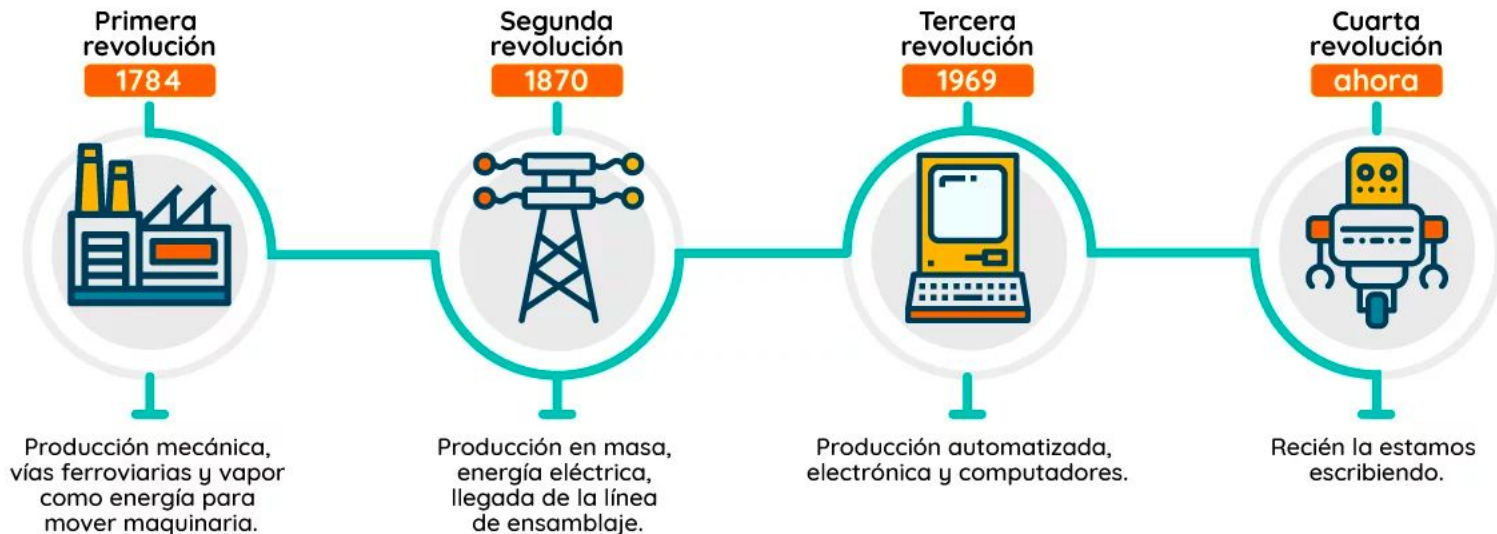 Primera
revolución
1784
Producción mecánica,
vías ferroviarias y vapor
como energía para
mover maquinaria.
Segunda
revolución
1870
Producción en masa,
energía eléctrica,
llegada de la línea
de ensamblaje.
Tercera
revolución
1969
Producción automatizada,
electrónica y computadores.
Cuarta
revolución
ahora
Recién la estamos
escribiendo.